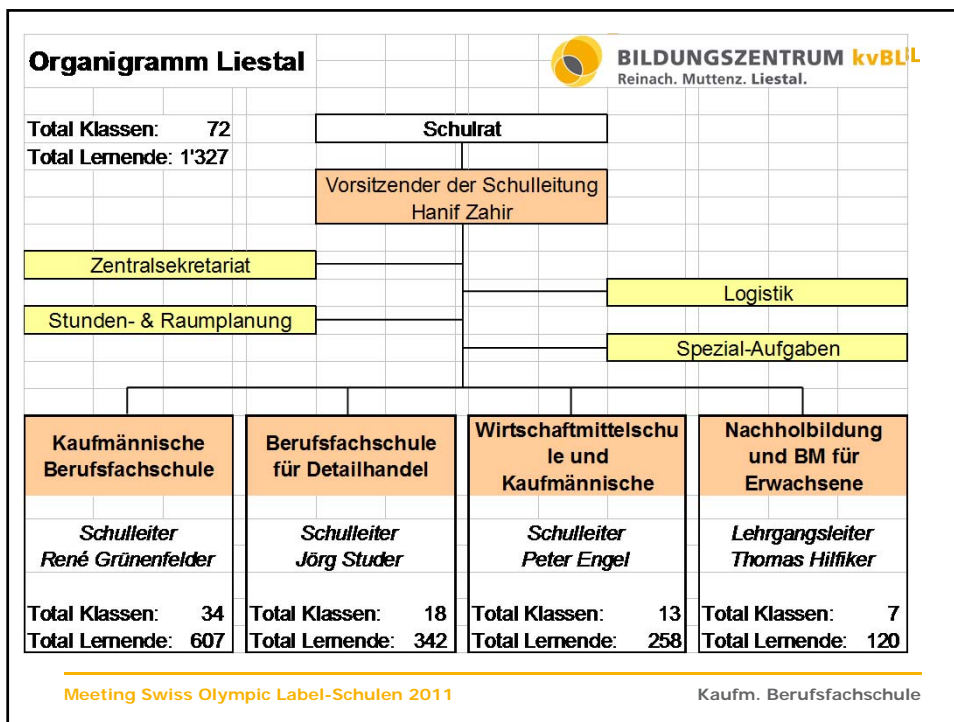 Organigramm Liestal
BILDUNGSZENTRUM kvBL
Reinach. Muttenz. Liestal.
Total Klassen: 72
Total Lernende: 1'327
Schulrat
Vorsitzender der Schulleitung
Hanif Zahir
Zentralsekretariat
Logistik
Stunden- & Raumplanung
Spezial-Aufgaben
Kaufmännische
Berufsfachschule
Schulleiter
René Grünenfelder
Total Klassen: 34
Total Lernende: 607
Berufsfachschule
für Detailhandel
Schulleiter
Jörg Studer
Total Klassen: 18
Total Lernende: 342
Wirtschaftmittelschu
le und
Kaufmännische
Schulleiter
Peter Engel
Total Klassen: 13
Total Lernende: 258
Nachholbildung
und BM für
Erwachsene
Lehrgangsleiter
Thomas Hilfiker
Total Klassen: 7
Total Lernende: 120
Meeting Swiss Olympic Label-Schulen 2011
Kaufm. Berufsfachschule